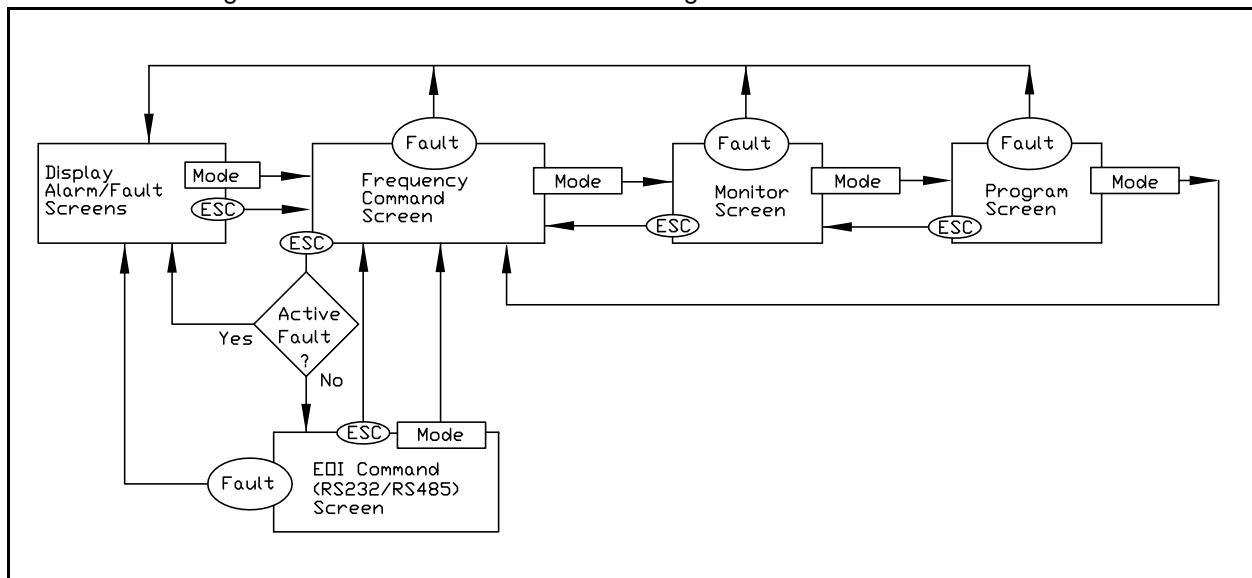 Fault
Fault
Fault
Display
Alarm/Fault
Screens
Mode
ESC
Frequency
Command
Screen
Mode
ESC
Monitor
Screen
Mode
ESC
Program
Screen
Mode
ESC
Active
Fault
?
Yes
No
ESC
Mode
Fault
EOI Command
(RS232/RS485)
Screen